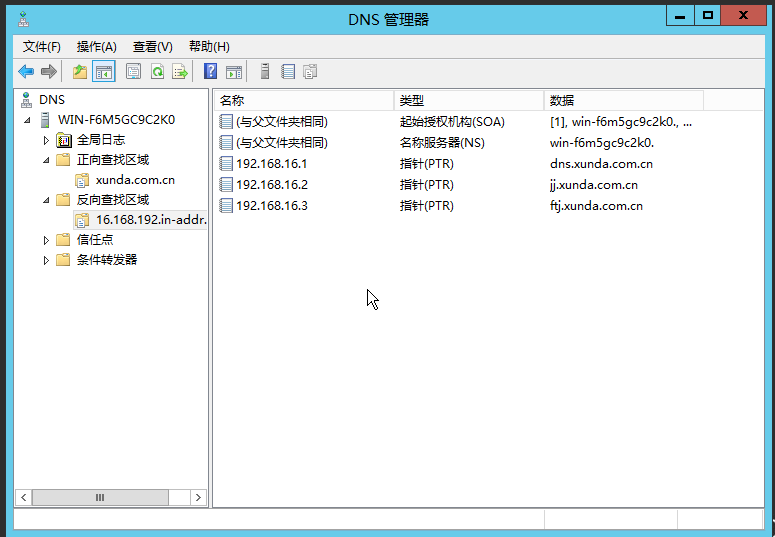 DNS 管理器
文件(F) 操作(A) 查看(V) 帮助(H)
DNS
WIN-F6M5GC9C2K0
全局日志
正向查找区域
xunda.com.cn
反向查找区域
16.168.192.in-addr.
信任点
条件转发器
名称 类型 数据
(与父文件夹相同) 起始授权机构(SOA) [1], win-f6m5gc9c2k0., ...
(与父文件夹相同) 名称服务器(NS) win-f6m5gc9c2k0.
192.168.16.1 指针(PTR) dns.xunda.com.cn
192.168.16.2 指针(PTR) jj.xunda.com.cn
192.168.16.3 指针(PTR) ftj.xunda.com.cn